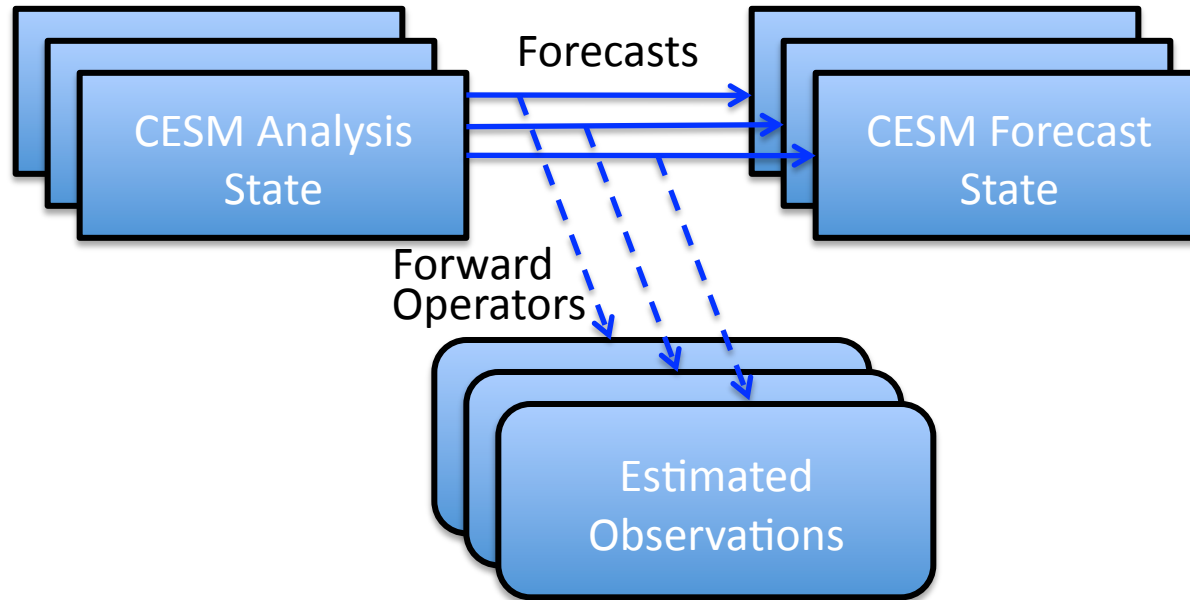 Forecasts
CESM Analysis
State
CESM Forecast
State
Forward
Operators
Estimated
Observations